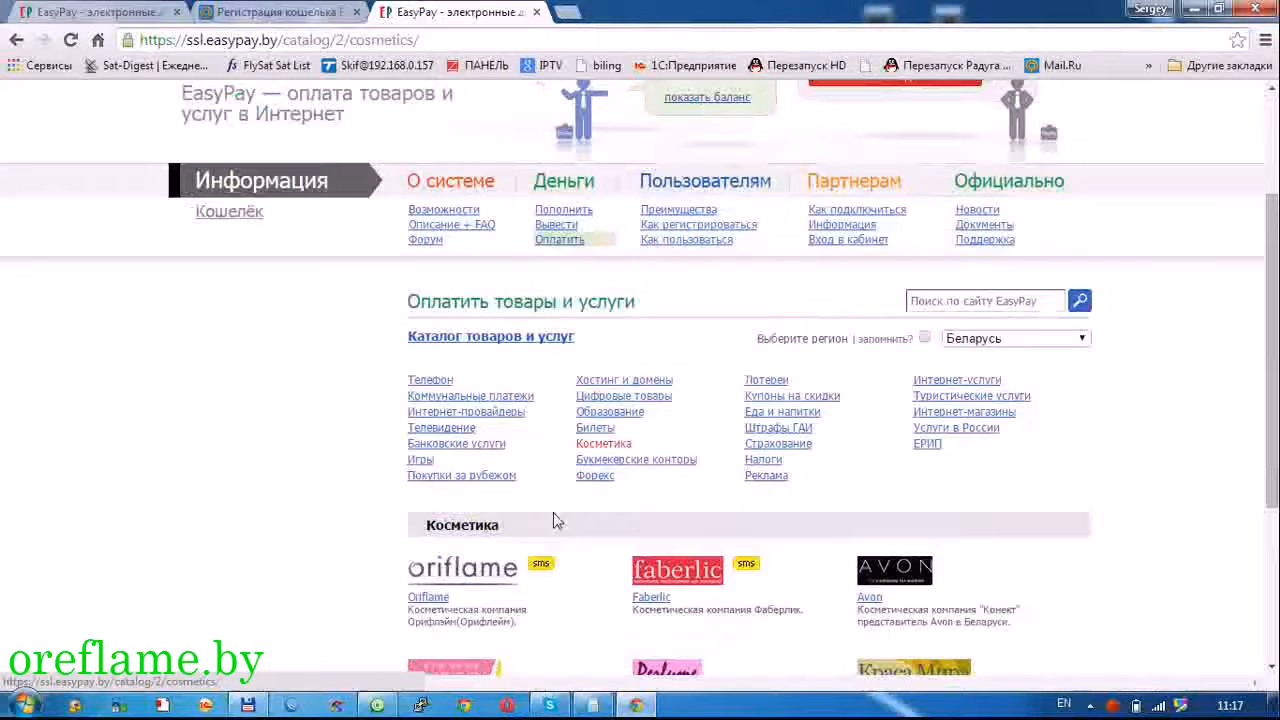 EasyPay - электронные д
Регистрация кошелька E
EasyPay - электронные д
Sergey
https://ssl.easypay.by/catalog/2/cosmetics/
Сервисы
Sat-Digest | Ежедне...
FlySat Sat List
Skif@192.168.0.157
ПАНЕЛЬ
IPTV
biling
1С:Предприятие
Перезапуск HD
Перезапуск Радуга...
Mail.Ru
»
Другие закладки
EasyPay — оплата товаров и
услуг в Интернет
показать баланс
Информация
О системе
Деньги
Пользователям
Партнерам
Официально
Кошелёк
Возможности
Пополнить
Преимущества
Как подключиться
Новости
Описание + FAQ
Вывести
Как регистрироваться
Информация
Документы
Форум
Оплатить
Как пользоваться
Вход в кабинет
Поддержка
Оплатить товары и услуги
Поиск по сайту EasyPay
Каталог товаров и услуг
Выберите регион | запомнить?
Беларусь
Телефон
Хостинг и домены
Лотереи
Интернет-услуги
Коммунальные платежи
Цифровые товары
Купоны на скидки
Туристические услуги
Интернет-провайдеры
Образование
Еда и напитки
Интернет-магазины
Телевидение
Билеты
Штрафы ГАИ
Услуги в России
Банковские услуги
Косметика
Страхование
ЕРИП
Игры
Букмекерские конторы
Налоги
Покупки за рубежом
Форекс
Реклама
Косметика
oriflame
sms
faberlic
sms
AVON
Oriflame
Faberlic
Avon
Косметическая компания
Орифлэйм(Орифлейм).
Косметическая компания Фаберлик.
Косметическая компания "Конект"
представитель Avon в Беларуси.
Perfume
Краса Мира
oreflame.by
https://ssl.easypay.by/catalog/2/cosmetics/
EN
11:17